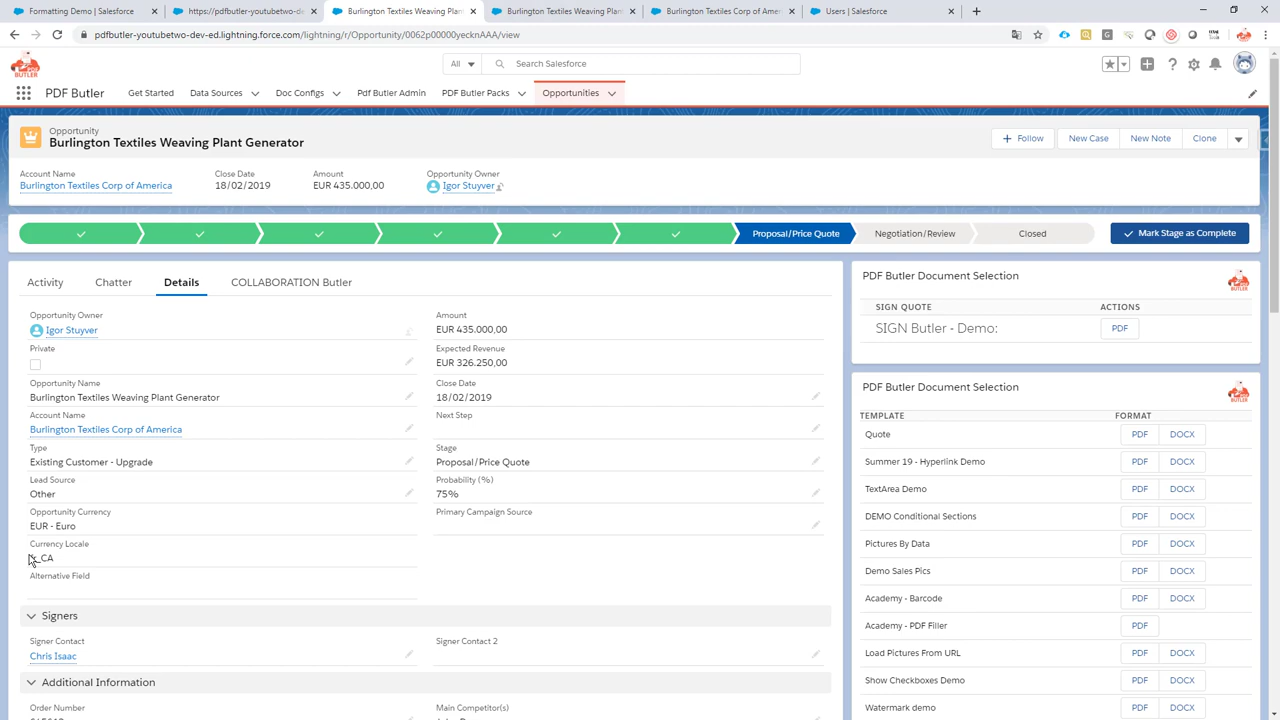 Formatting Demo | Salesforce
https://pdfbutler-youtubetwo-de
Burlington Textiles Weaving Plan
Burlington Textiles Weaving Plan
Burlington Textiles Corp of Ame
Users | Salesforce
pdfbutler-youtubetwo-dev-ed.lightning.force.com/lightning/r/Opportunity/0062p00000yecknAAA/view
BUTLER
All
Search Salesforce
PDF Butler
Get Started
Data Sources
Doc Configs
Pdf Butler Admin
PDF Butler Packs
Opportunities
Opportunity
Burlington Textiles Weaving Plant Generator
Follow
New Case
New Note
Clone
Account Name
Close Date
Amount
Opportunity Owner
Burlington Textiles Corp of America
18/02/2019
EUR 435.000,00
Igor Stuyver
Proposal/Price Quote
Negotiation/Review
Closed
Mark Stage as Complete
Activity
Chatter
Details
COLLABORATION Butler
Opportunity Owner
Igor Stuyver
Amount
EUR 435.000,00
Private
Expected Revenue
EUR 326.250,00
Opportunity Name
Burlington Textiles Weaving Plant Generator
Close Date
18/02/2019
Account Name
Burlington Textiles Corp of America
Next Step
Type
Existing Customer - Upgrade
Stage
Proposal/Price Quote
Lead Source
Other
Probability (%)
75%
Opportunity Currency
EUR - Euro
Primary Campaign Source
Currency Locale
_CA
Alternative Field
Signers
Signer Contact
Chris Isaac
Signer Contact 2
Additional Information
Order Number
Main Competitor(s)
PDF Butler Document Selection
SIGN QUOTE
ACTIONS
SIGN Butler - Demo:
PDF
PDF Butler Document Selection
TEMPLATE
FORMAT
Quote
PDF
DOCX
Summer 19 - Hyperlink Demo
PDF
DOCX
TextArea Demo
PDF
DOCX
DEMO Conditional Sections
PDF
DOCX
Pictures By Data
PDF
DOCX
Demo Sales Pics
PDF
DOCX
Academy - Barcode
PDF
DOCX
Academy - PDF Filler
PDF
Load Pictures From URL
PDF
DOCX
Show Checkboxes Demo
PDF
DOCX
Watermark demo
PDF
DOCX